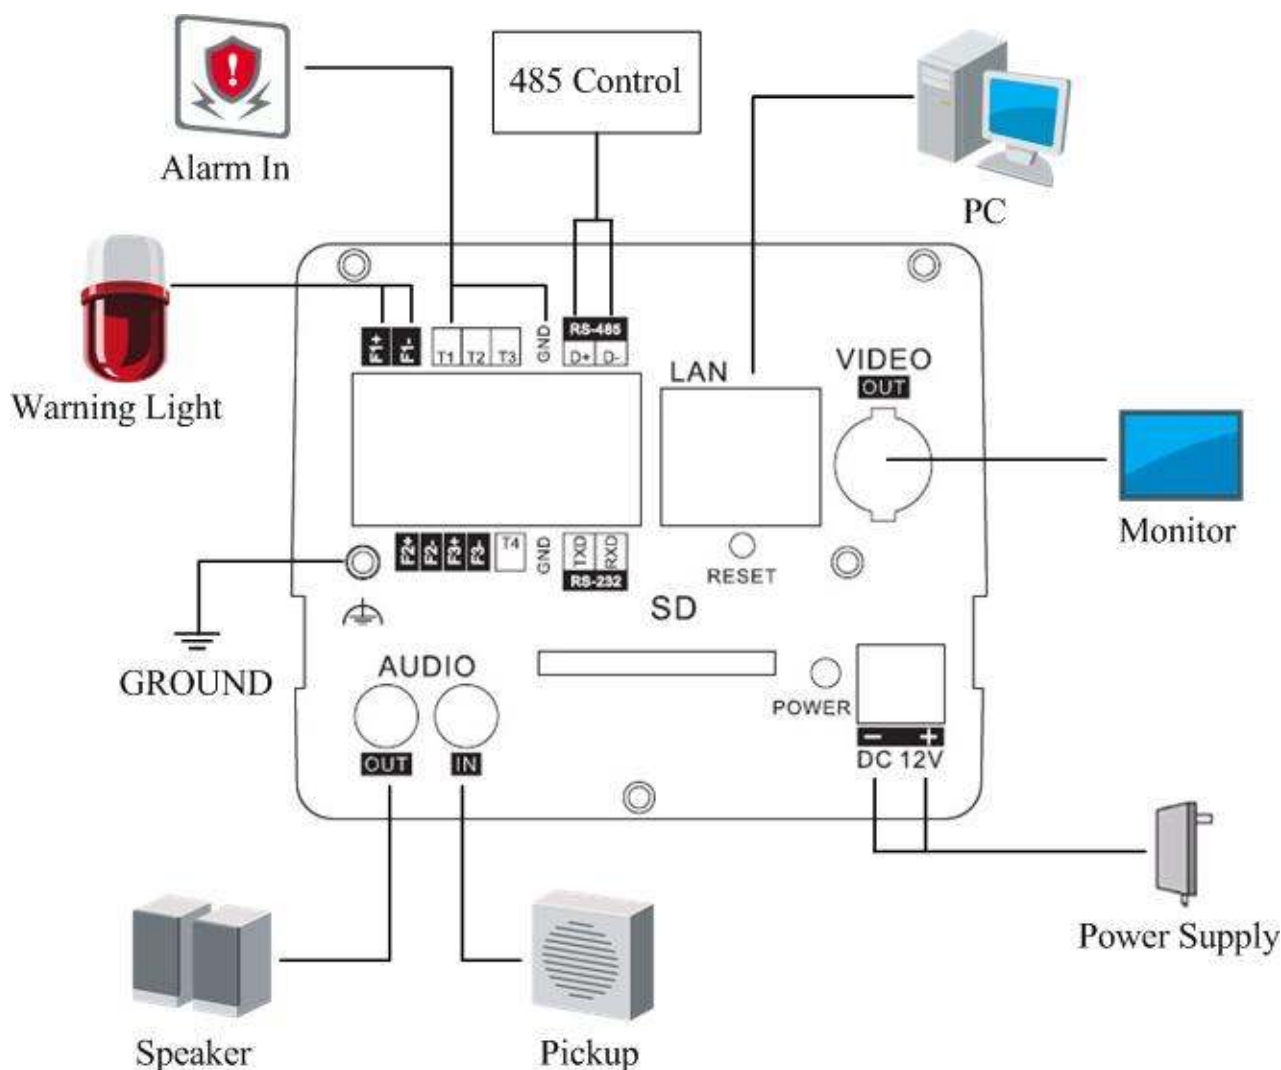 485 Control
Alarm In
PC
Warning Light
F1+ F1- T1 T2 T3 GND RS-485
D+ D-
LAN
VIDEO
OUT
Monitor
F2+ F2- F3+ F3- T4 GND TXD RXD
RS-232
RESET
SD
GROUND
AUDIO
OUT IN
POWER
- +
DC 12V
Power Supply
Speaker
Pickup